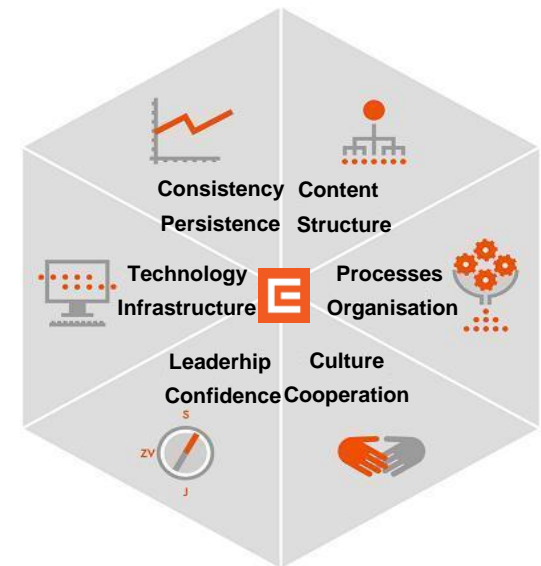 Consistency
Persistence
Content
Structure
Technology
Infrastructure
Processes
Organisation
Leaderhip
Confidence
Culture
Cooperation
S
ZV
J